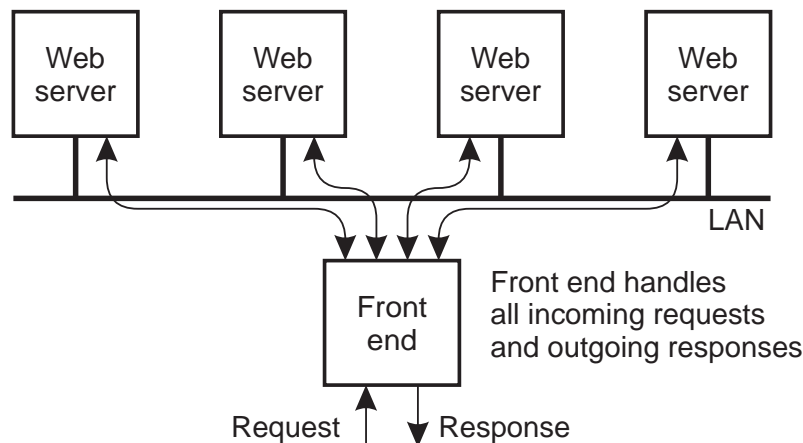 Web
server
Web
server
Web
server
Web
server
LAN
Front
end
Front end handles
all incoming requests
and outgoing responses
Request
Response